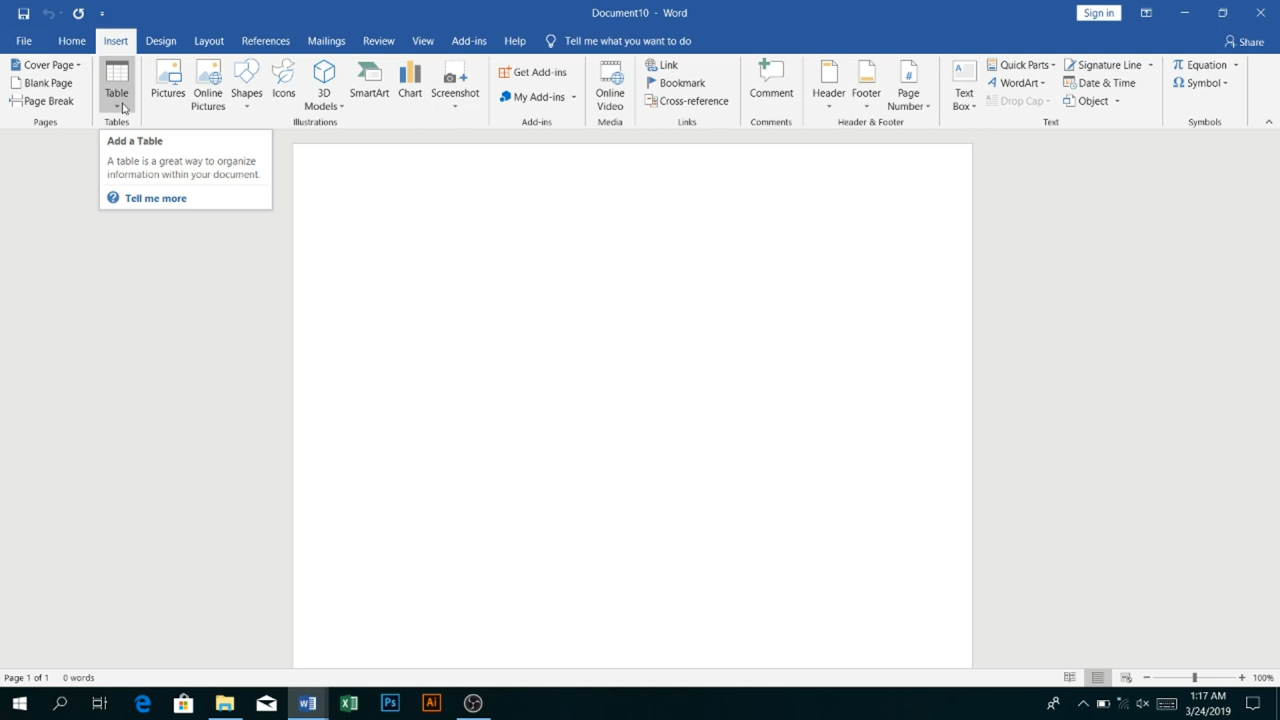 Document10 - Word
Sign in
File Home Insert Design Layout References Mailings Review View Add-ins Help Tell me what you want to do Share
Cover Page
Blank Page
Page Break
Pages
Table
Tables
Pictures
Online
Pictures
Shapes
Icons
3D
Models
SmartArt
Chart
Screenshot
Illustrations
Get Add-ins
My Add-ins
Add-ins
Online
Video
Media
Link
Bookmark
Cross-reference
Links
Comment
Comments
Header
Footer
Page
Number
Header & Footer
Text
Box
Quick Parts
WordArt
Drop Cap
Signature Line
Date & Time
Object
Text
Equation
Symbol
Symbols
Add a Table
A table is a great way to organize
information within your document.
Tell me more
Page 1 of 1 0 words
100%
Ps
Ai
1:17 AM
3/24/2019